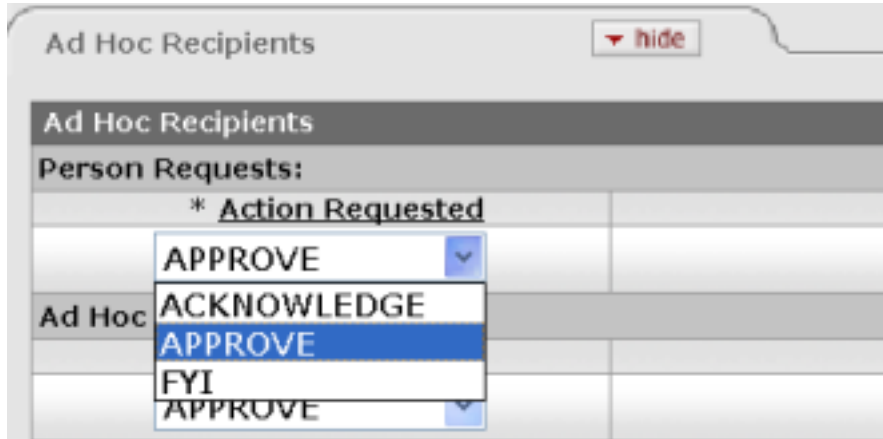 Ad Hoc Recipients
hide
Ad Hoc Recipients
Person Requests:
* Action Requested
APPROVE
ACKNOWLEDGE
Ad Hoc
APPROVE
FYI
APPROVE